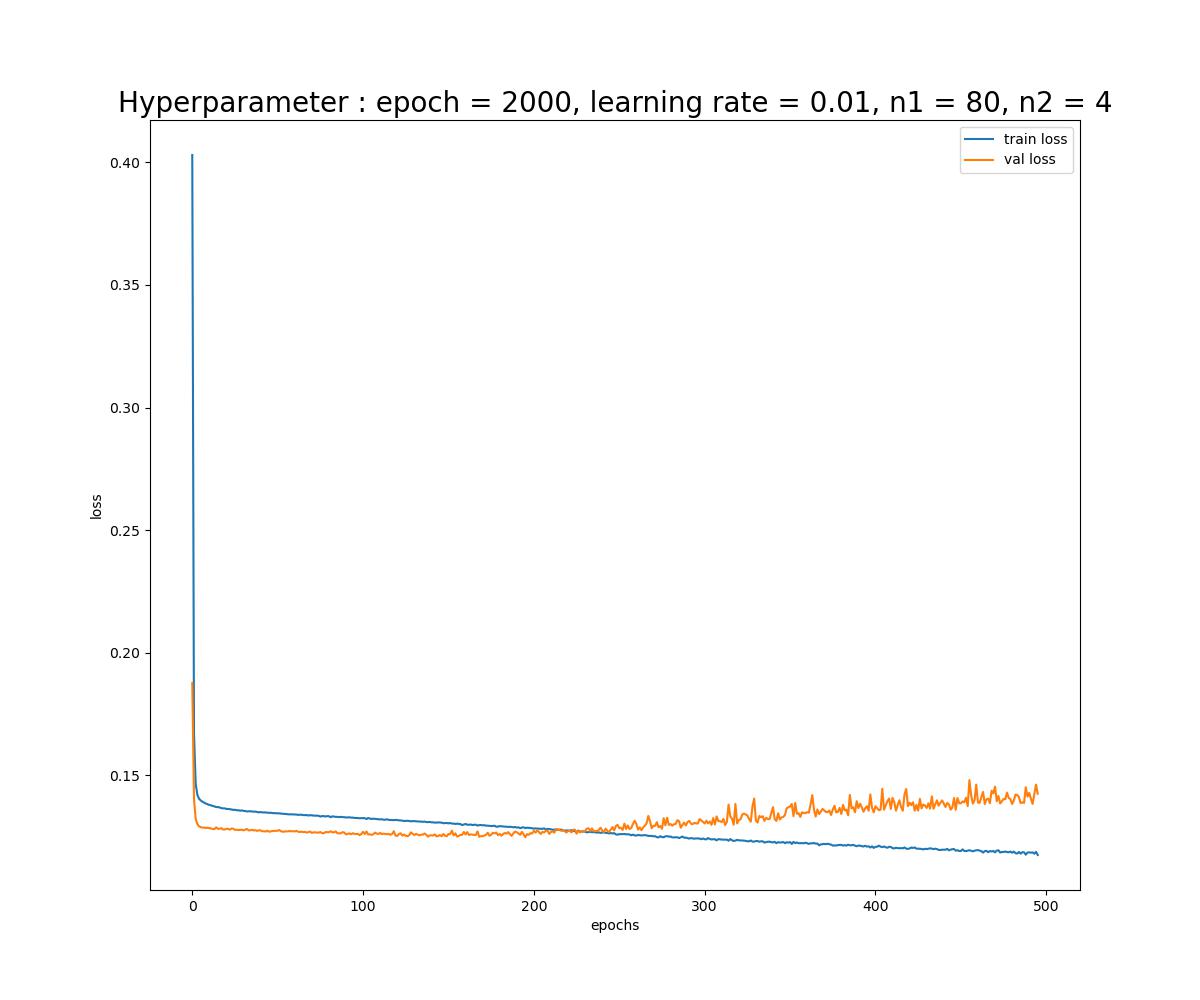 Hyperparameter : epoch = 2000, learning rate = 0.01, n1 = 80, n2 = 4
train loss
val loss
0.40
0.35
0.30
0.25
0.20
0.15
loss
0 100 200 300 400 500
epochs